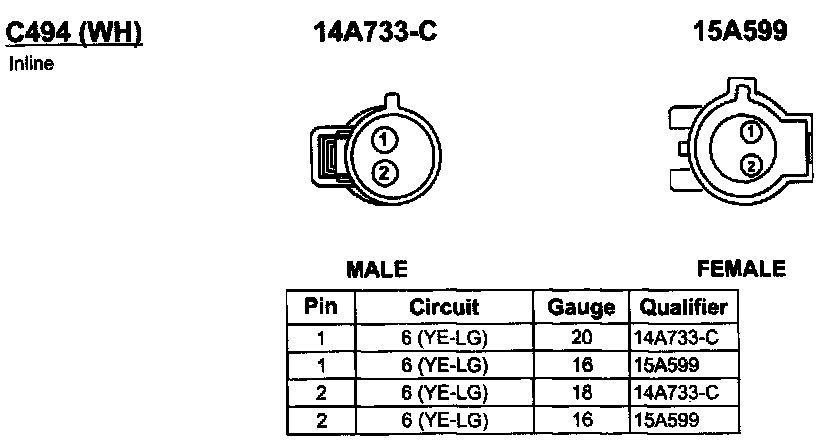 C494 (WH) 14A733-C 15A599
Inline
1 1
2 2
MALE FEMALE
Pin Circuit Gauge Qualifier
1 6 (YE-LG) 20 14A733-C
1 6 (YE-LG) 16 15A599
2 6 (YE-LG) 18 14A733-C
2 6 (YE-LG) 16 15A599